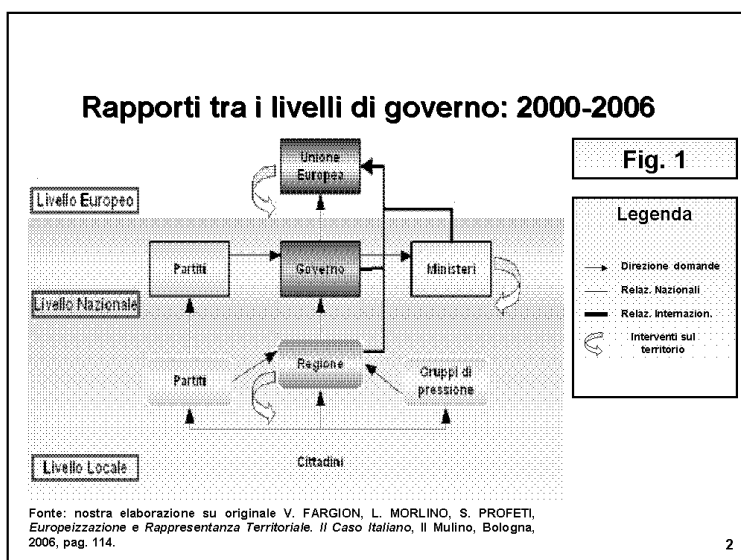 Rapporti tra i livelli di governo: 2000-2006
Unione
Europea
Fig. 1
Livello Europeo
Legenda
Partiti
Governo
Ministeri
Direzione domande
Livello Nazionale
Relaz. Nazionali
Relaz. Internazion.
Interventi sul
territorio
Partiti
Regione
Gruppi di
pressione
Livello Locale
Cittadini
Fonte: nostra elaborazione su originale V. FARGION, L. MORLINO, S. PROFETI,
Europeizzazione e Rappresentanza Territoriale. Il Caso Italiano, Il Mulino, Bologna,
2006, pag. 114.
2